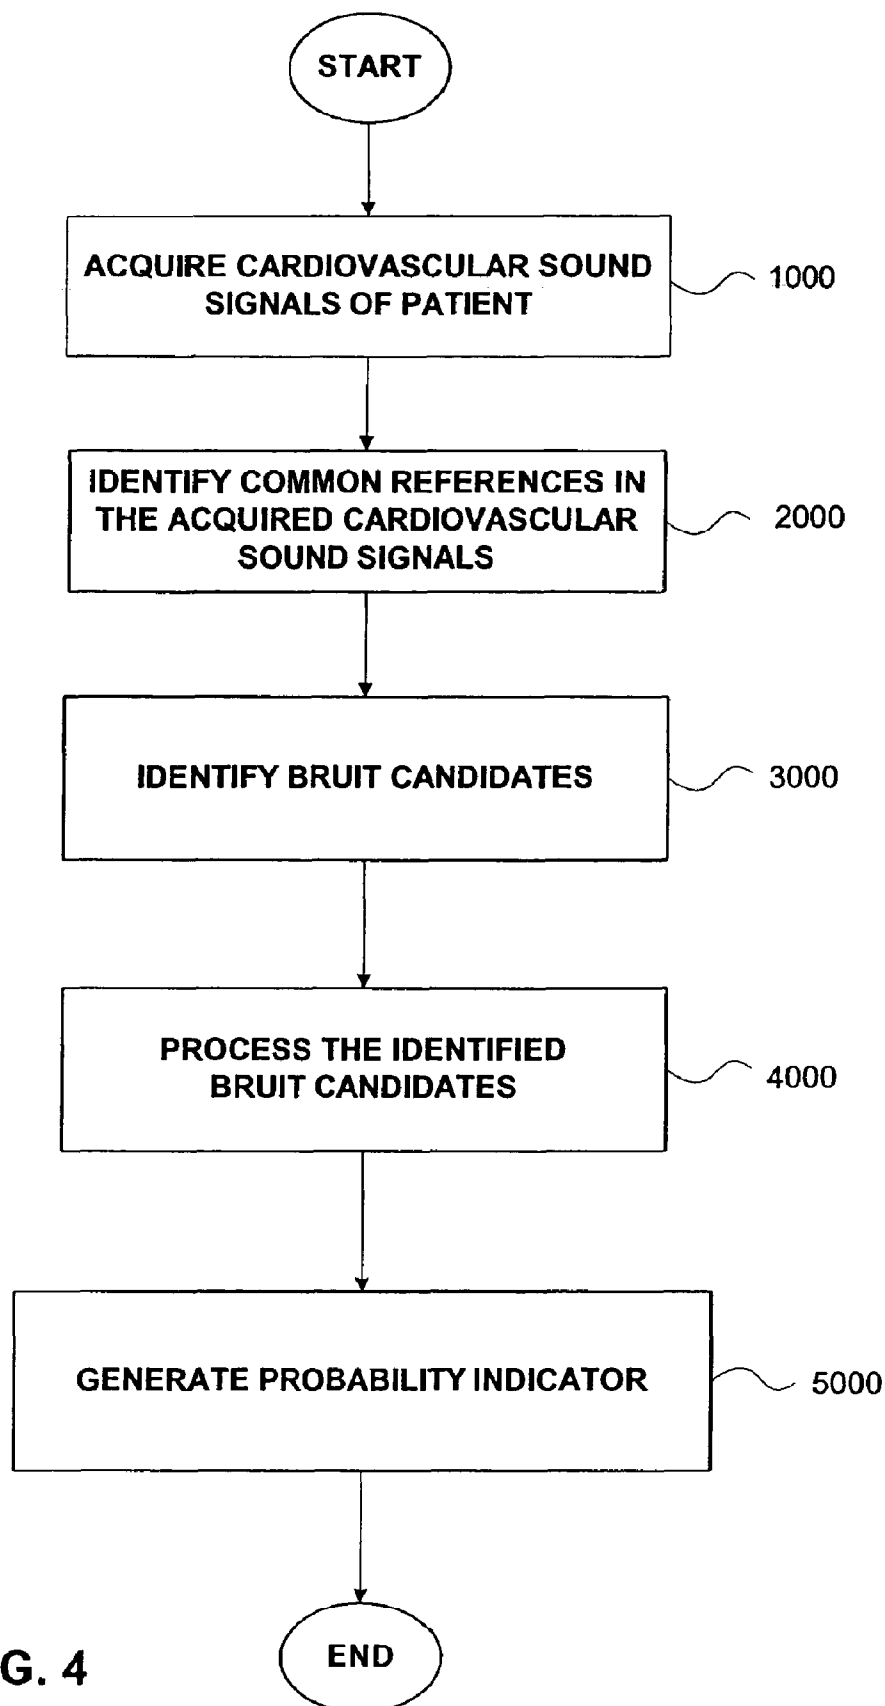 START
ACQUIRE CARDIOVASCULAR SOUND
SIGNALS OF PATIENT
1000
IDENTIFY COMMON REFERENCES IN
THE ACQUIRED CARDIOVASCULAR
SOUND SIGNALS
2000
IDENTIFY BRUIT CANDIDATES
3000
PROCESS THE IDENTIFIED
BRUIT CANDIDATES
4000
GENERATE PROBABILITY INDICATOR
5000
END
G. 4